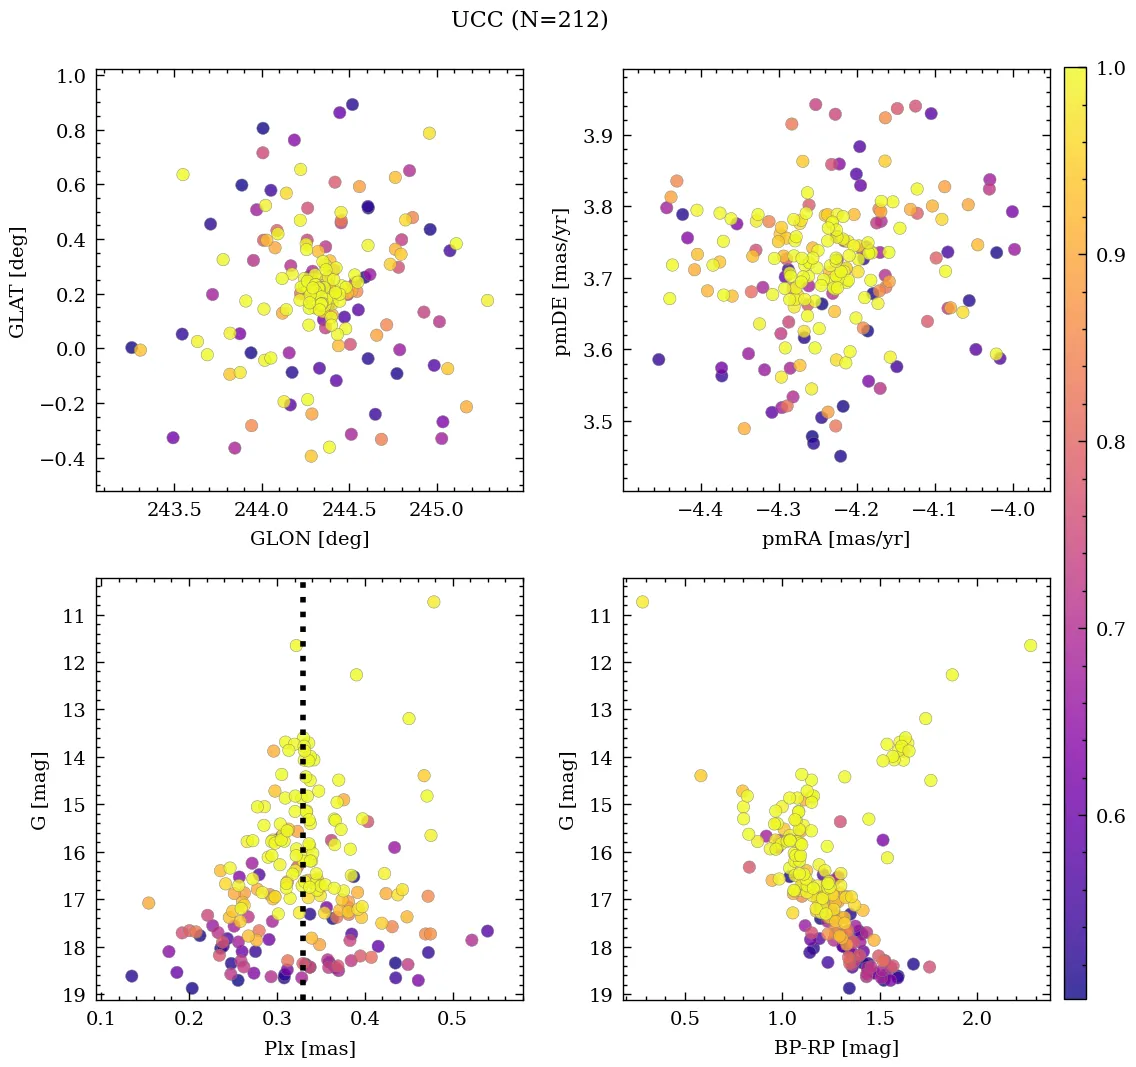 UCC (N=212)
1.0
0.8
0.6
0.4
0.2
0.0
−0.2
−0.4
GLAT [deg]
243.5 244.0 244.5 245.0
GLON [deg]
3.9
3.8
3.7
3.6
3.5
pmDE [mas/yr]
−4.4 −4.3 −4.2 −4.1 −4.0
pmRA [mas/yr]
1.0
0.9
0.8
0.7
0.6
11
12
13
14
15
16
17
18
19
G [mag]
0.1 0.2 0.3 0.4 0.5
Plx [mas]
11
12
13
14
15
16
17
18
19
G [mag]
0.5 1.0 1.5 2.0
BP-RP [mag]